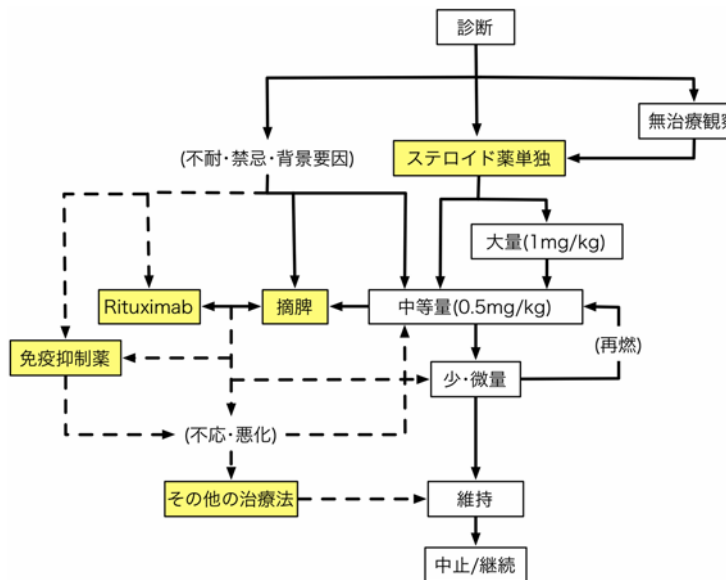 診断
無治療観察
(不耐・禁忌・背景要因)
ステロイド薬単独
大量(1mg/kg)
Rituximab
摘脾
中等量(0.5mg/kg)
(再燃)
免疫抑制薬
少・微量
(不応・悪化)
その他の治療法
維持
中止/継続